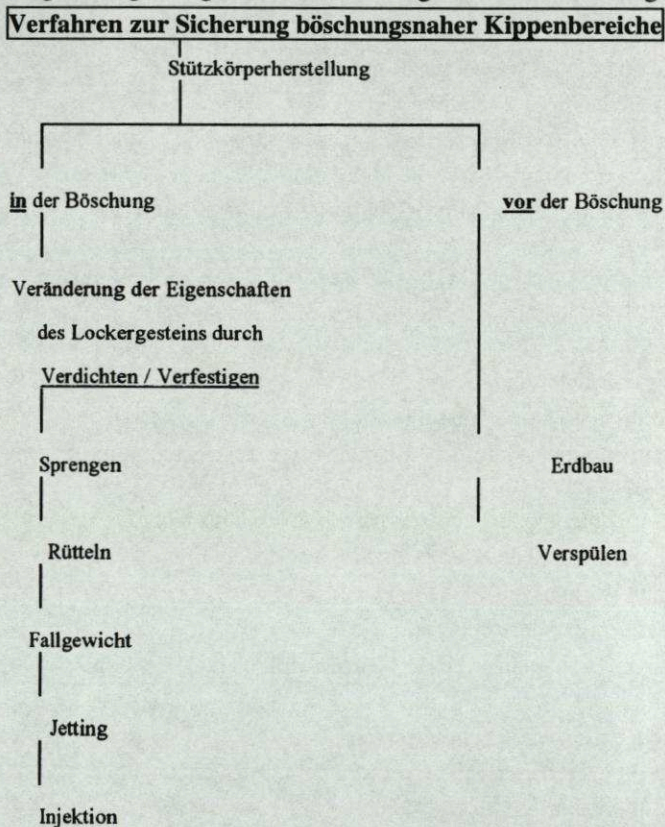 Verfahren zur Sicherung böschungsnaher Kippenbereiche
Stützkörperherstellung
in der Böschung
vor der Böschung
Veränderung der Eigenschaften
des Lockergesteins durch
Verdichten / Verfestigen
Sprengen
Erdbau
Rütteln
Verspülen
Fallgewicht
Jetting
Injektion